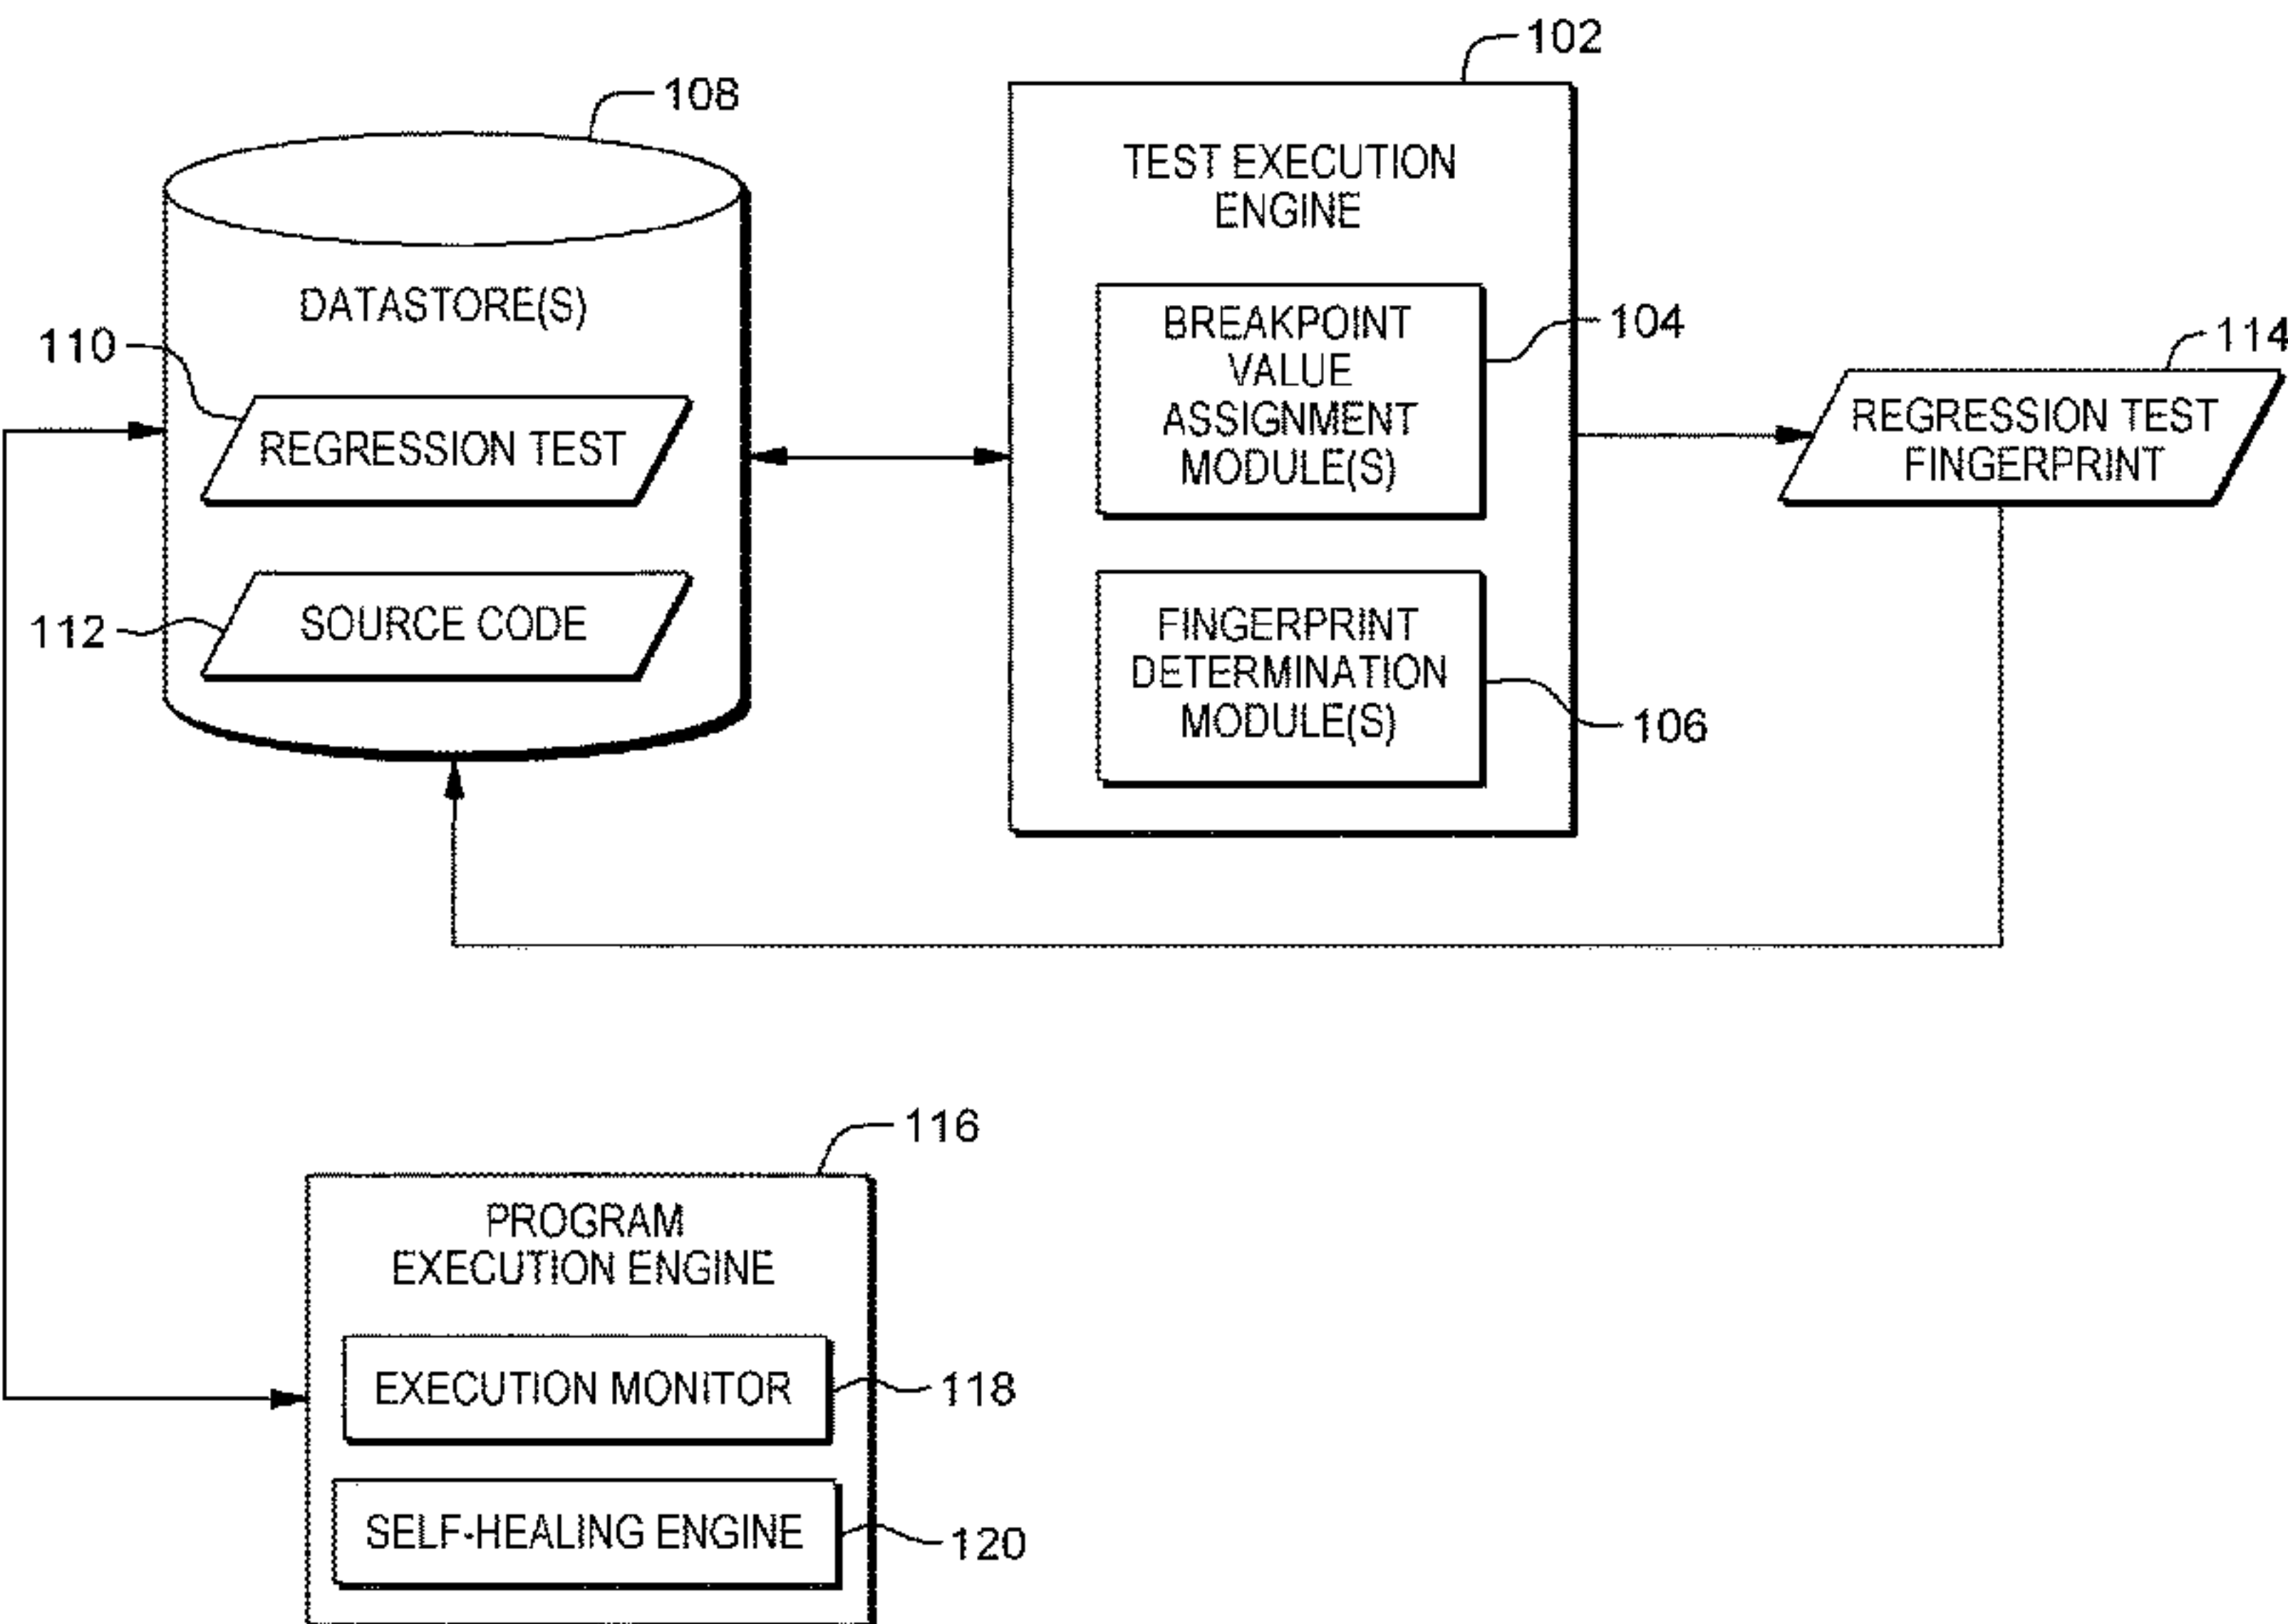 102
108
TEST EXECUTION
ENGINE
DATASTORE(S)
110
REGRESSION TEST
112
SOURCE CODE
BREAKPOINT
VALUE
ASSIGNMENT
MODULE(S)
104
FINGERPRINT
DETERMINATION
MODULE(S)
106
114
REGRESSION TEST
FINGERPRINT
116
PROGRAM
EXECUTION ENGINE
EXECUTION MONITOR
118
SELF-HEALING ENGINE
120